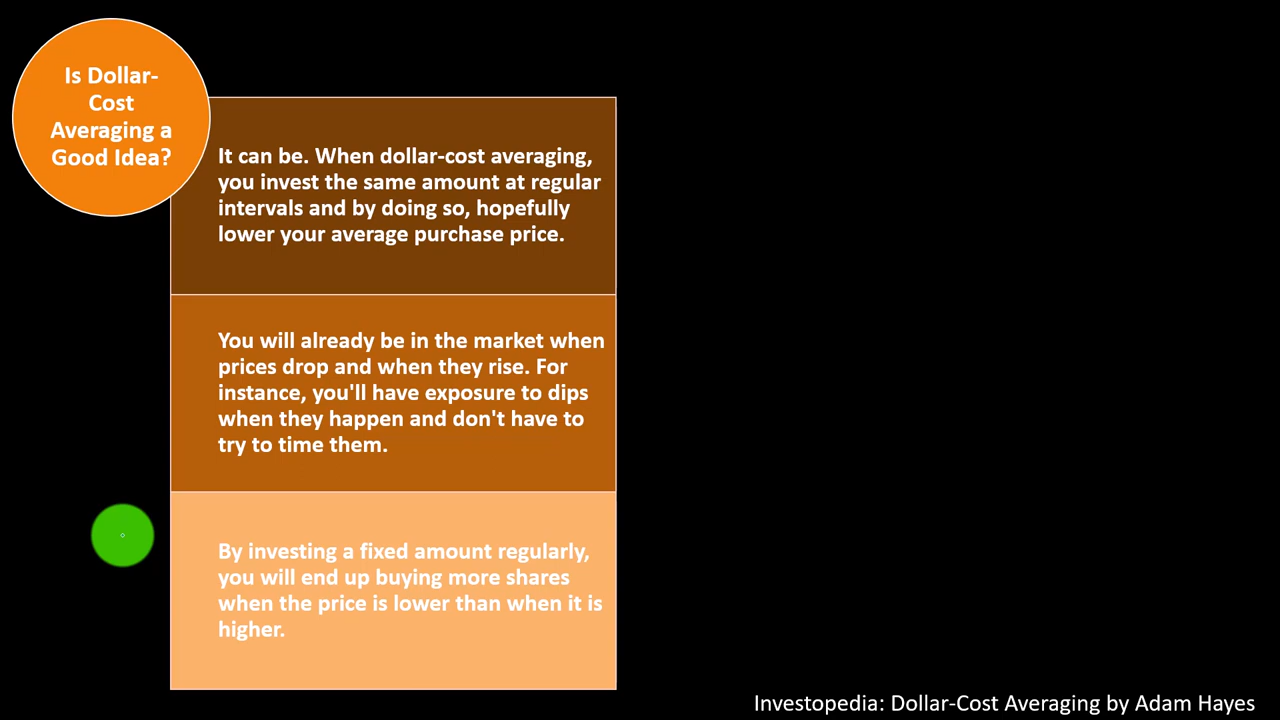 Is Dollar-
Cost
Averaging a
Good Idea?
It can be. When dollar-cost averaging,
you invest the same amount at regular
intervals and by doing so, hopefully
lower your average purchase price.
You will already be in the market when
prices drop and when they rise. For
instance, you'll have exposure to dips
when they happen and don't have to
try to time them.
By investing a fixed amount regularly,
you will end up buying more shares
when the price is lower than when it is
higher.
Investopedia: Dollar-Cost Averaging by Adam Hayes